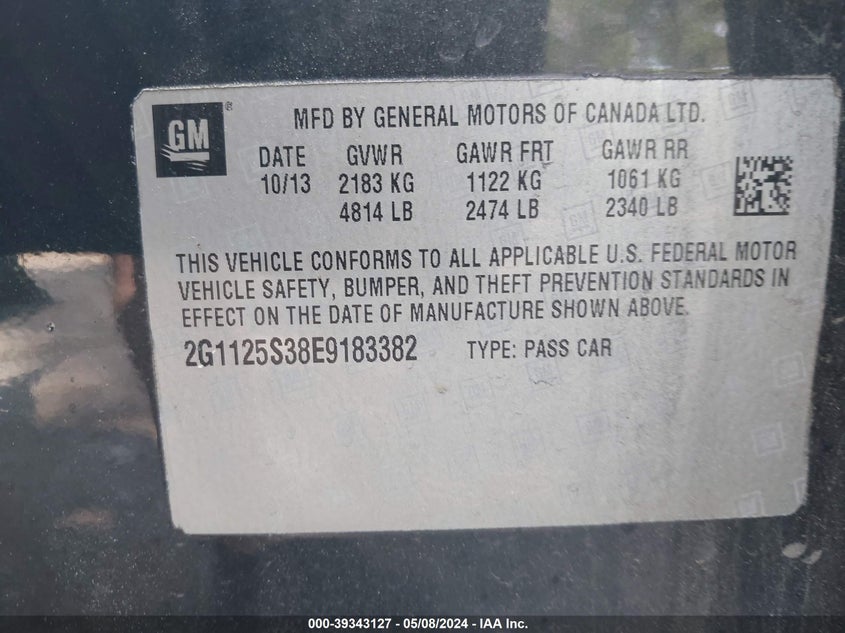 GM
®
MFD BY GENERAL MOTORS OF CANADA LTD.
DATE GVWR GAWR FRT GAWR RR
10/13 2183 KG 1122 KG 1061 KG
4814 LB 2474 LB 2340 LB
THIS VEHICLE CONFORMS TO ALL APPLICABLE U.S. FEDERAL MOTOR
VEHICLE SAFETY, BUMPER, AND THEFT PREVENTION STANDARDS IN
EFFECT ON THE DATE OF MANUFACTURE SHOWN ABOVE.
2G1125S38E9183382 TYPE: PASS CAR
000-39343127 - 05/08/2024 - IAA Inc.